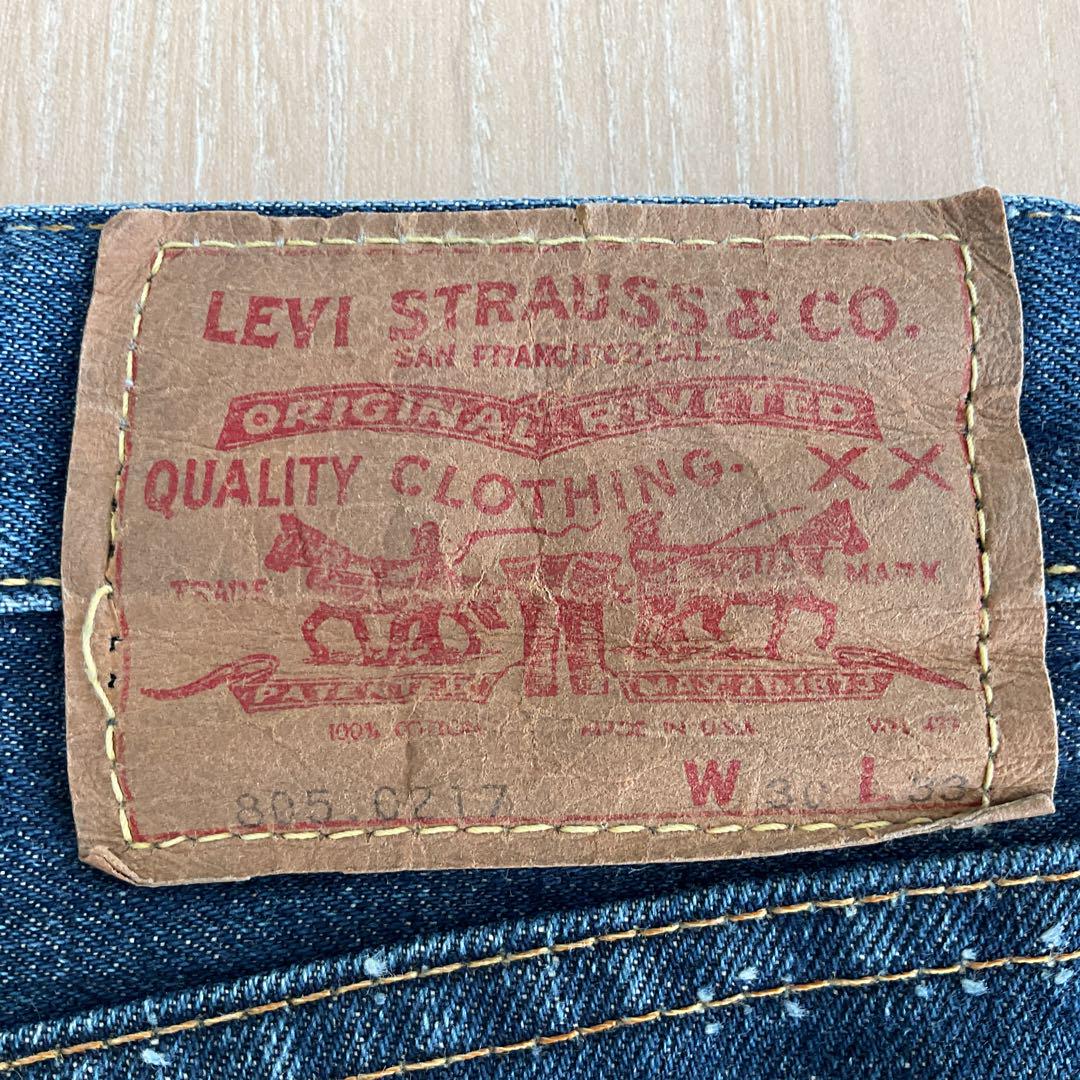 LEVI STRAUSS & CO.
SAN FRANCISCO, CAL.
ORIGINAL RIVETED
QUALITY CLOTHING. XX
TRADE MARK
100% COTTON MADE IN U.S.A.
W 30 L 33
805.0217